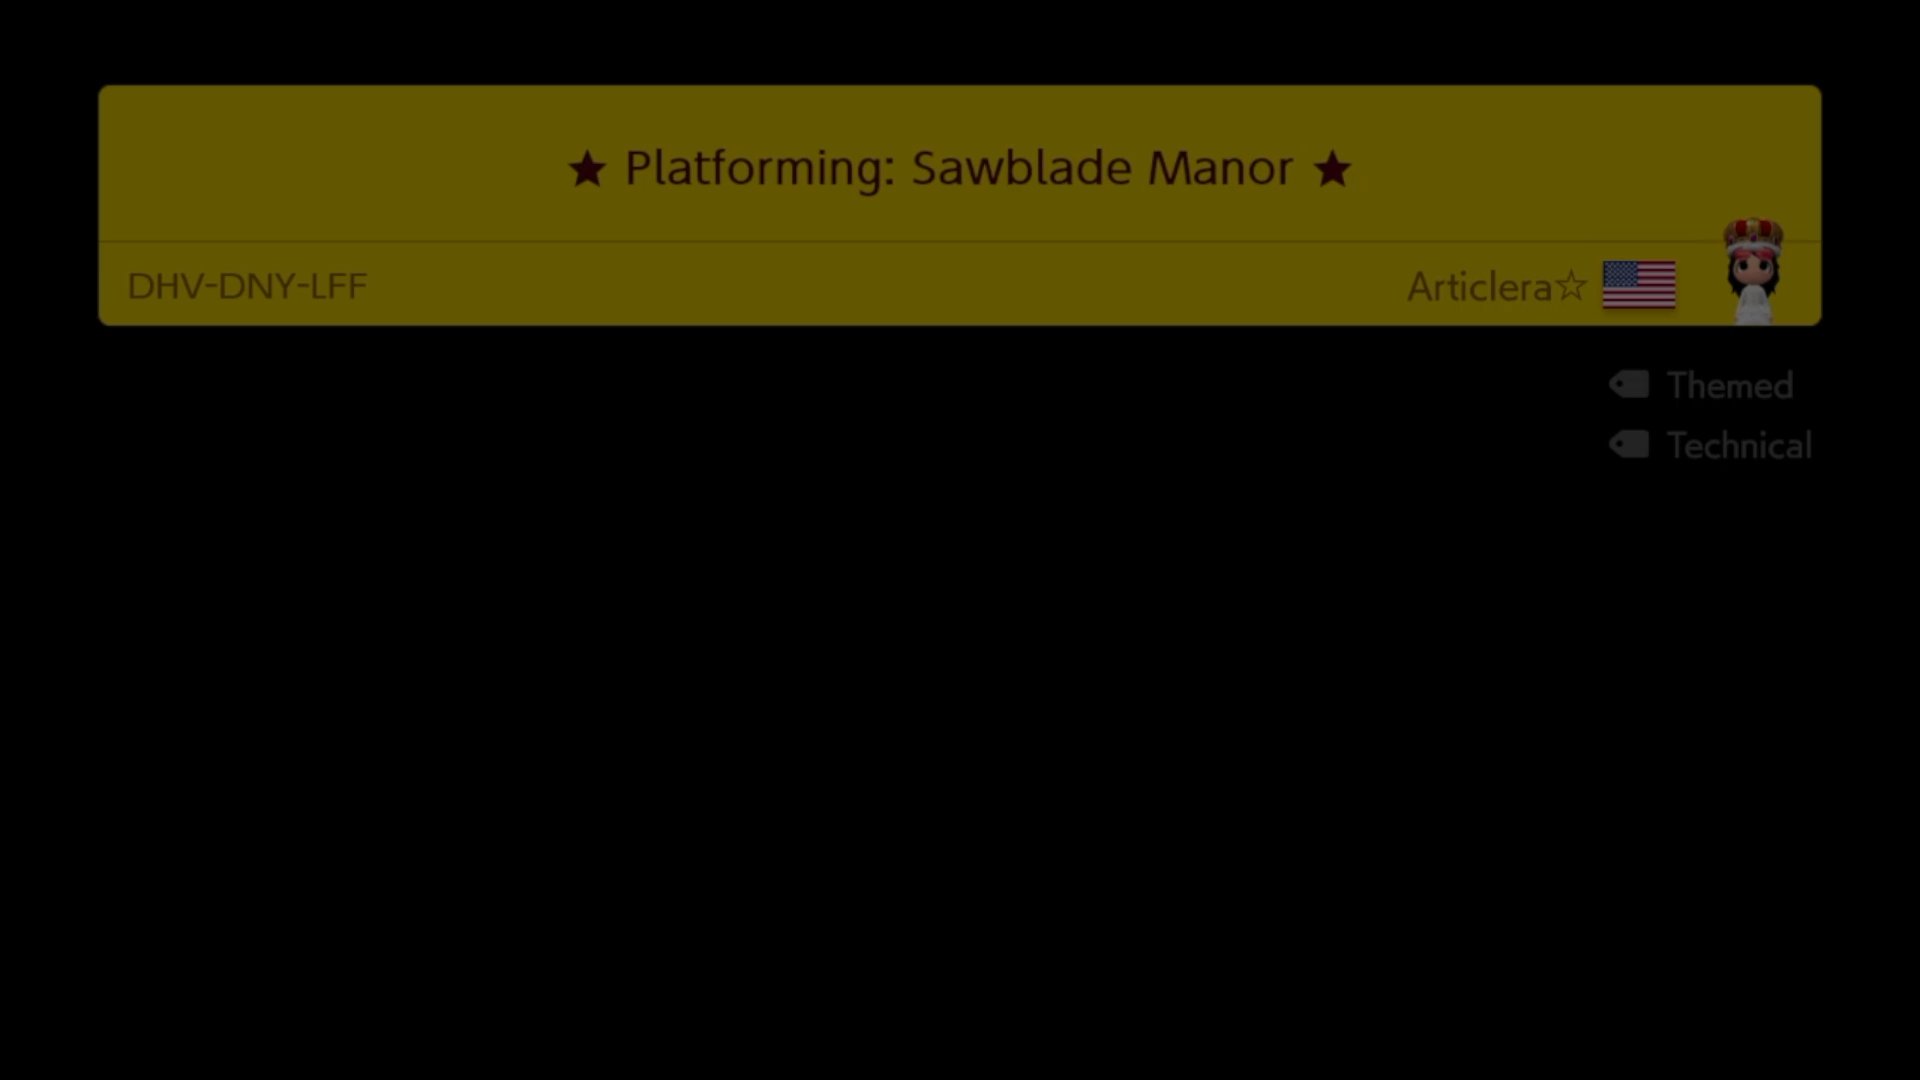 ★ Platforming: Sawblade Manor ★
DHV-DNY-LFF
Articlera☆
Themed
Technical